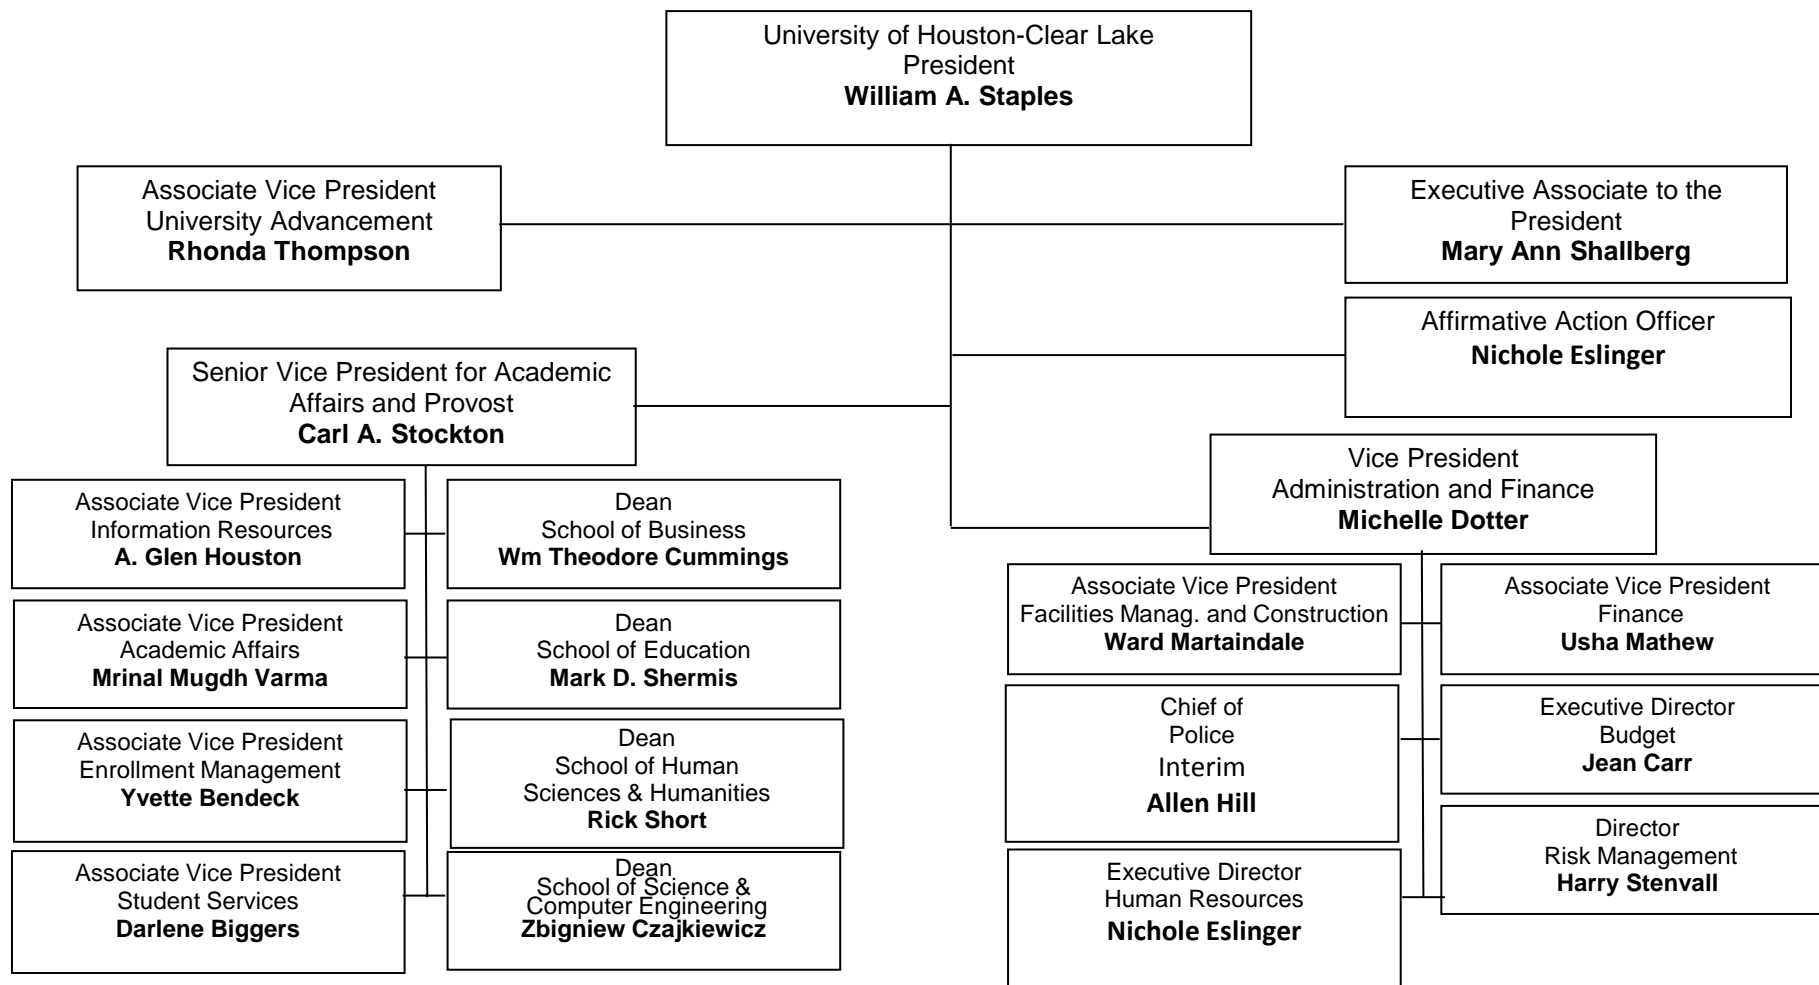 University of Houston-Clear Lake
President
William A. Staples
Associate Vice President
University Advancement
Rhonda Thompson
Executive Associate to the
President
Mary Ann Shallberg
Affirmative Action Officer
Nichole Eslinger
Senior Vice President for Academic
Affairs and Provost
Carl A. Stockton
Vice President
Administration and Finance
Michelle Dotter
Associate Vice President
Information Resources
A. Glen Houston
Dean
School of Business
Wm Theodore Cummings
Associate Vice President
Academic Affairs
Mrinal Mugdh Varma
Dean
School of Education
Mark D. Shermis
Associate Vice President
Enrollment Management
Yvette Bendeck
Dean
School of Human
Sciences & Humanities
Rick Short
Associate Vice President
Student Services
Darlene Biggers
Dean
School of Science &
Computer Engineering
Zbigniew Czajkiewicz
Associate Vice President
Facilities Manag. and Construction
Ward Martaindale
Associate Vice President
Finance
Usha Mathew
Chief of
Police
Interim
Allen Hill
Executive Director
Budget
Jean Carr
Executive Director
Human Resources
Nichole Eslinger
Director
Risk Management
Harry Stenvall